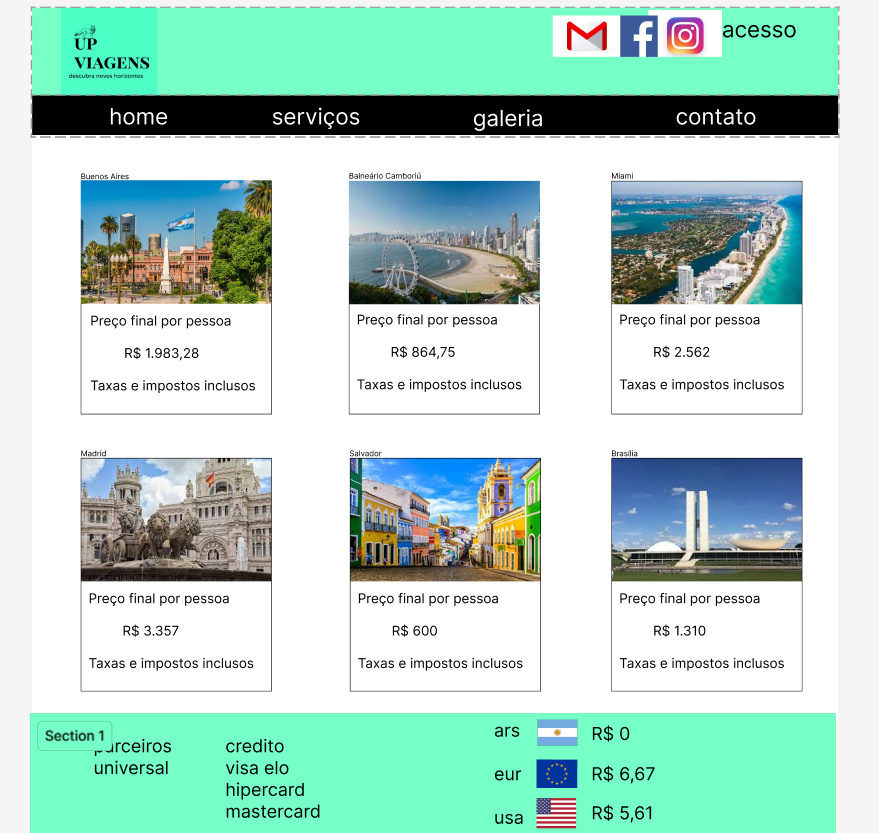 UP
VIAGENS
descubra novos horizontes
acesso
home serviços galeria contato
Buenos Aires
Preço final por pessoa
R$ 1.983,28
Taxas e impostos inclusos
Balneário Camboriú
Preço final por pessoa
R$ 864,75
Taxas e impostos inclusos
Miami
Preço final por pessoa
R$ 2.562
Taxas e impostos inclusos
Madrid
Preço final por pessoa
R$ 3.357
Taxas e impostos inclusos
Salvador
Preço final por pessoa
R$ 600
Taxas e impostos inclusos
Brasília
Preço final por pessoa
R$ 1.310
Taxas e impostos inclusos
Section 1
parceiros
universal
credito
visa elo
hipercard
mastercard
ars R$ 0
eur R$ 6,67
usa R$ 5,61